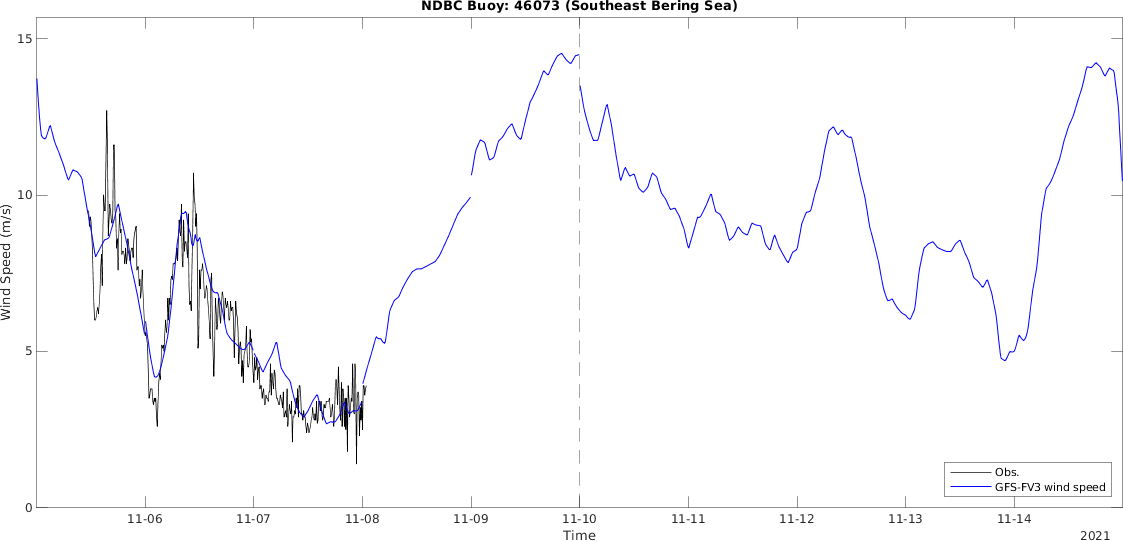 NDBC Buoy: 46073 (Southeast Bering Sea)
15
10
5
0
Wind Speed (m/s)
11-06
11-07
11-08
11-09
11-10
11-11
11-12
11-13
11-14
Time
2021
Obs.
GFS-FV3 wind speed